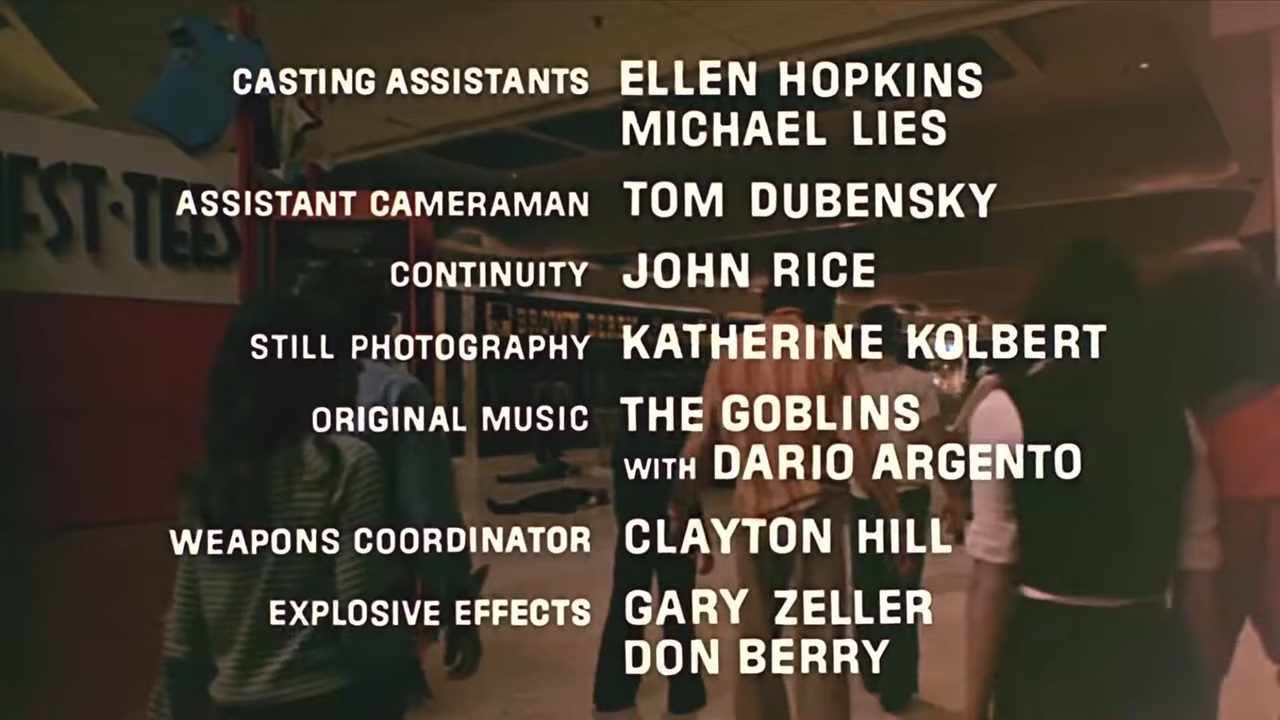 CASTING ASSISTANTS ELLEN HOPKINS
MICHAEL LIES
ASSISTANT CAMERAMAN TOM DUBENSKY
CONTINUITY JOHN RICE
STILL PHOTOGRAPHY KATHERINE KOLBERT
ORIGINAL MUSIC THE GOBLINS
WITH DARIO ARGENTO
WEAPONS COORDINATOR CLAYTON HILL
EXPLOSIVE EFFECTS GARY ZELLER
DON BERRY